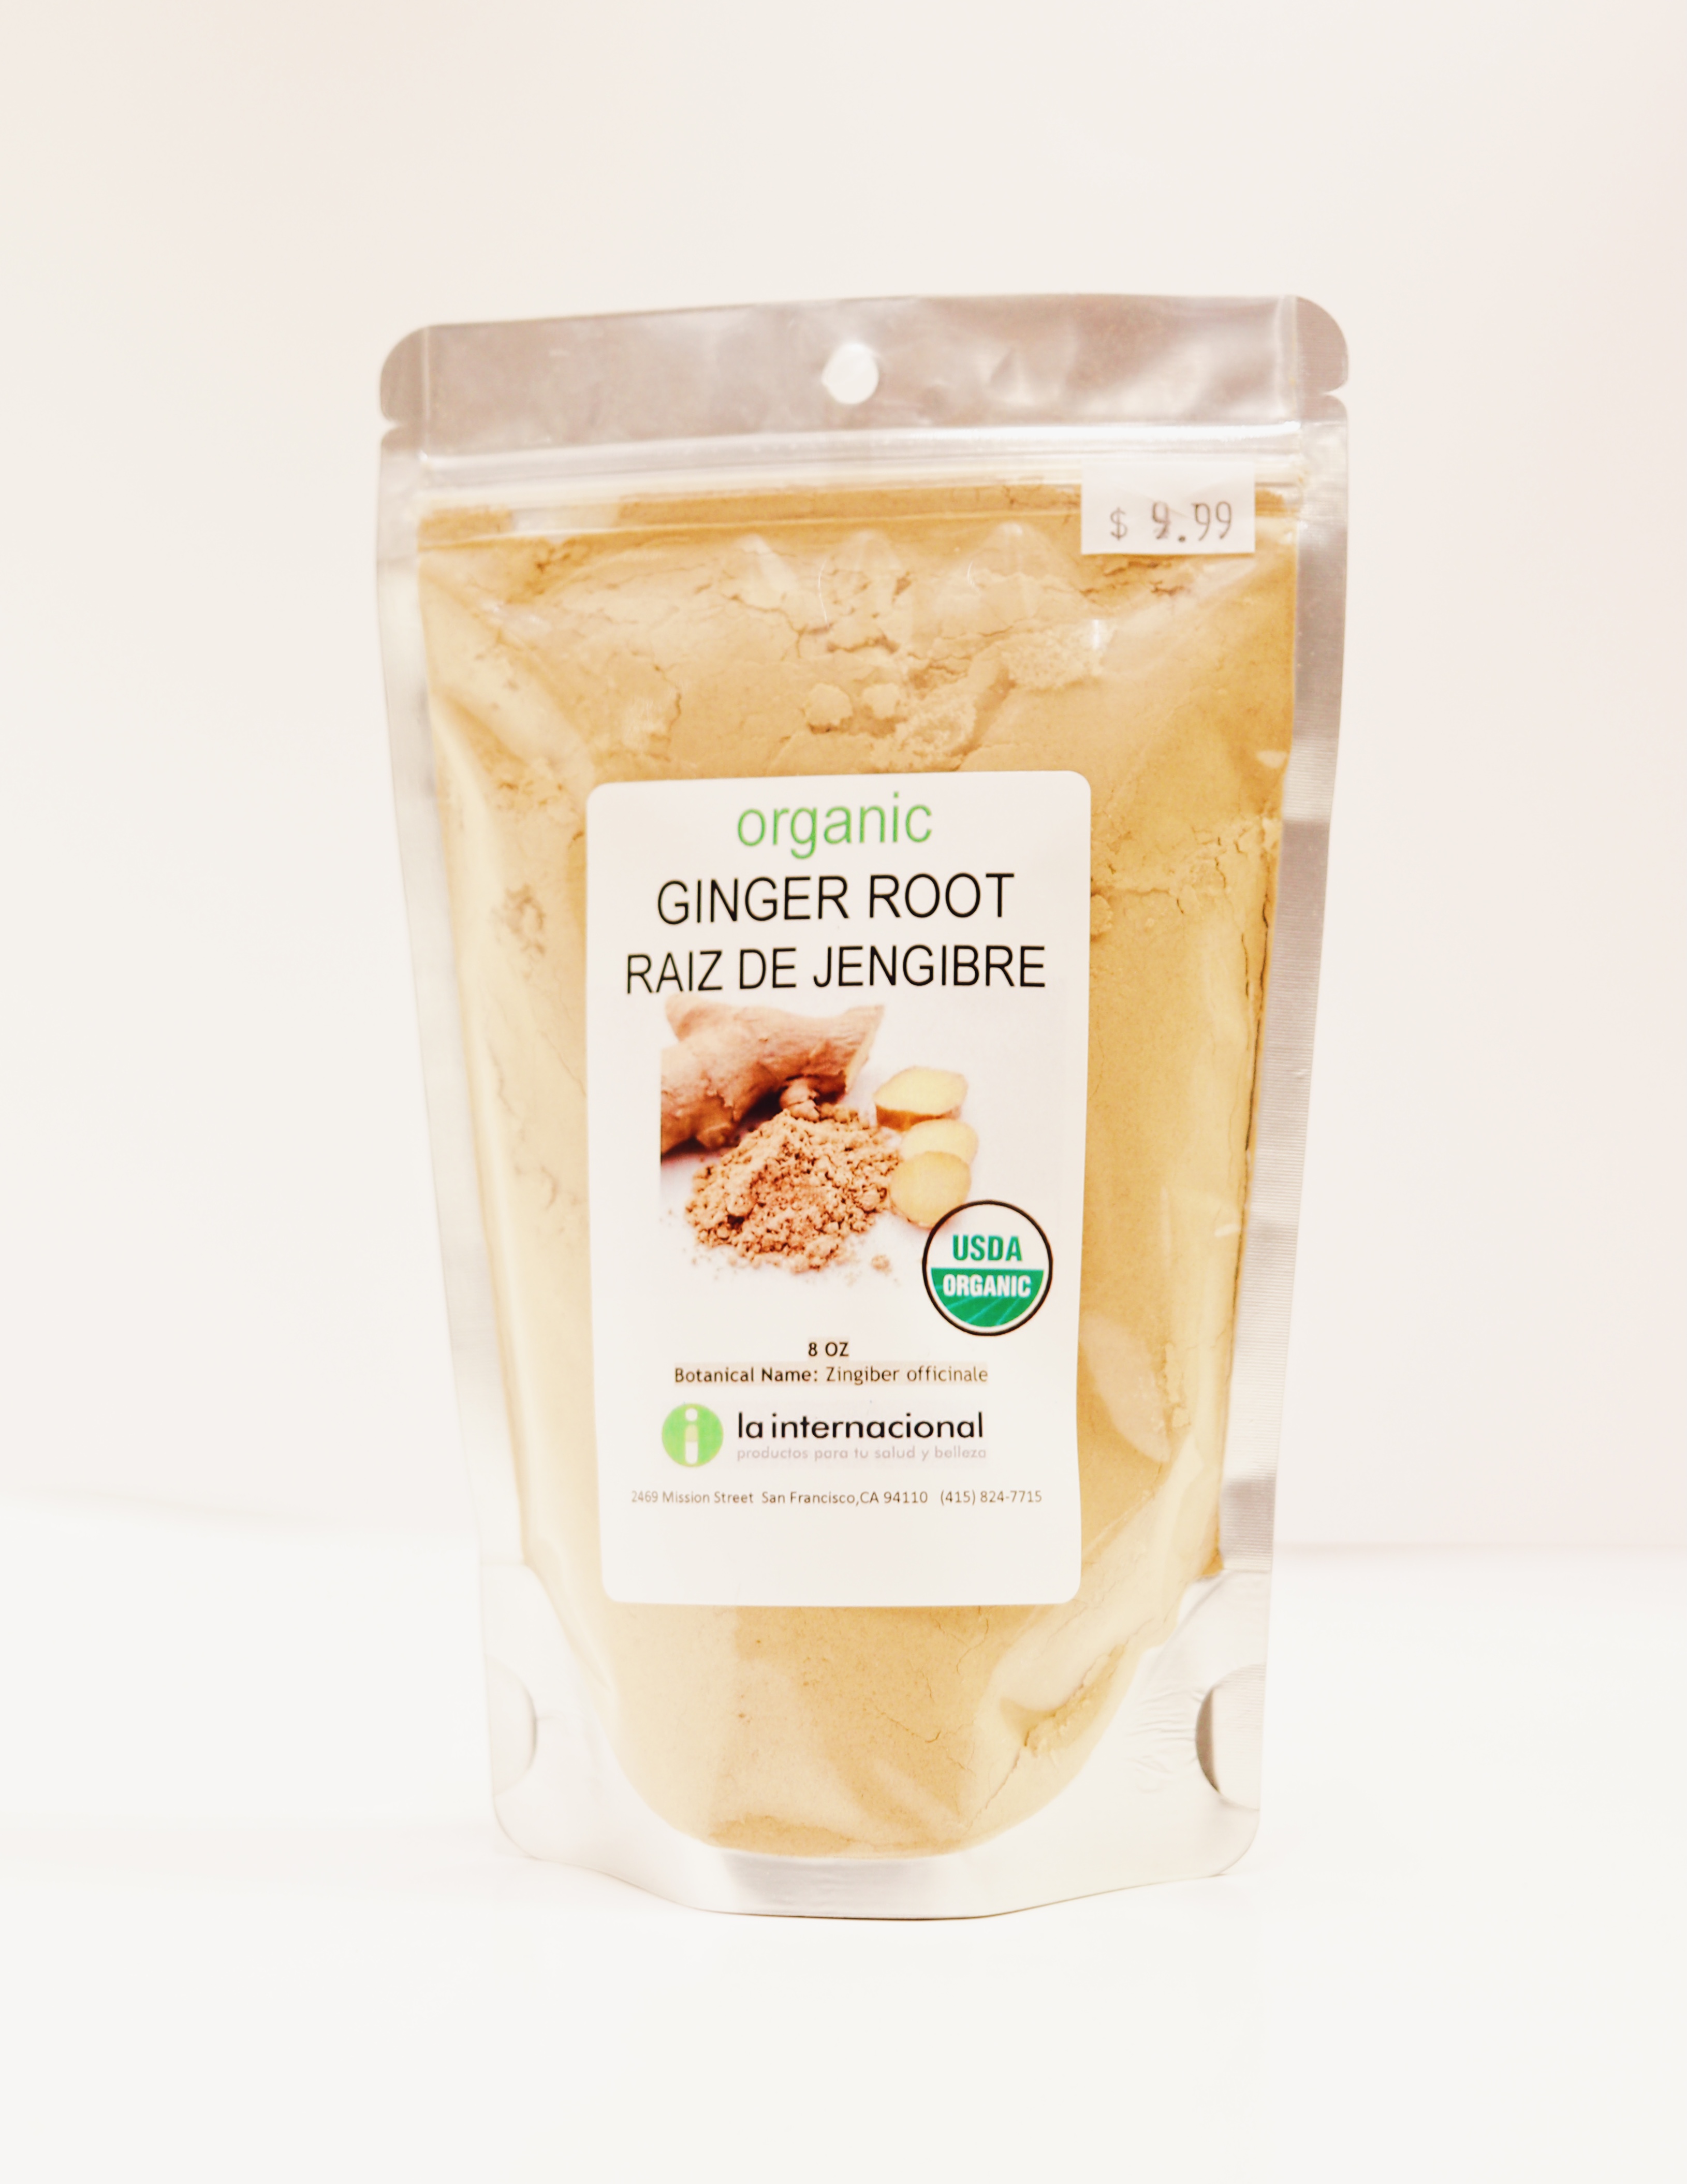 $ 9.99
organic
GINGER ROOT
RAIZ DE JENGIBRE
USDA
ORGANIC
8 OZ
Botanical Name: Zingiber officinale
la internacional
productos para tu salud y belleza
2469 Mission Street San Francisco,CA 94110 (415) 824-7715